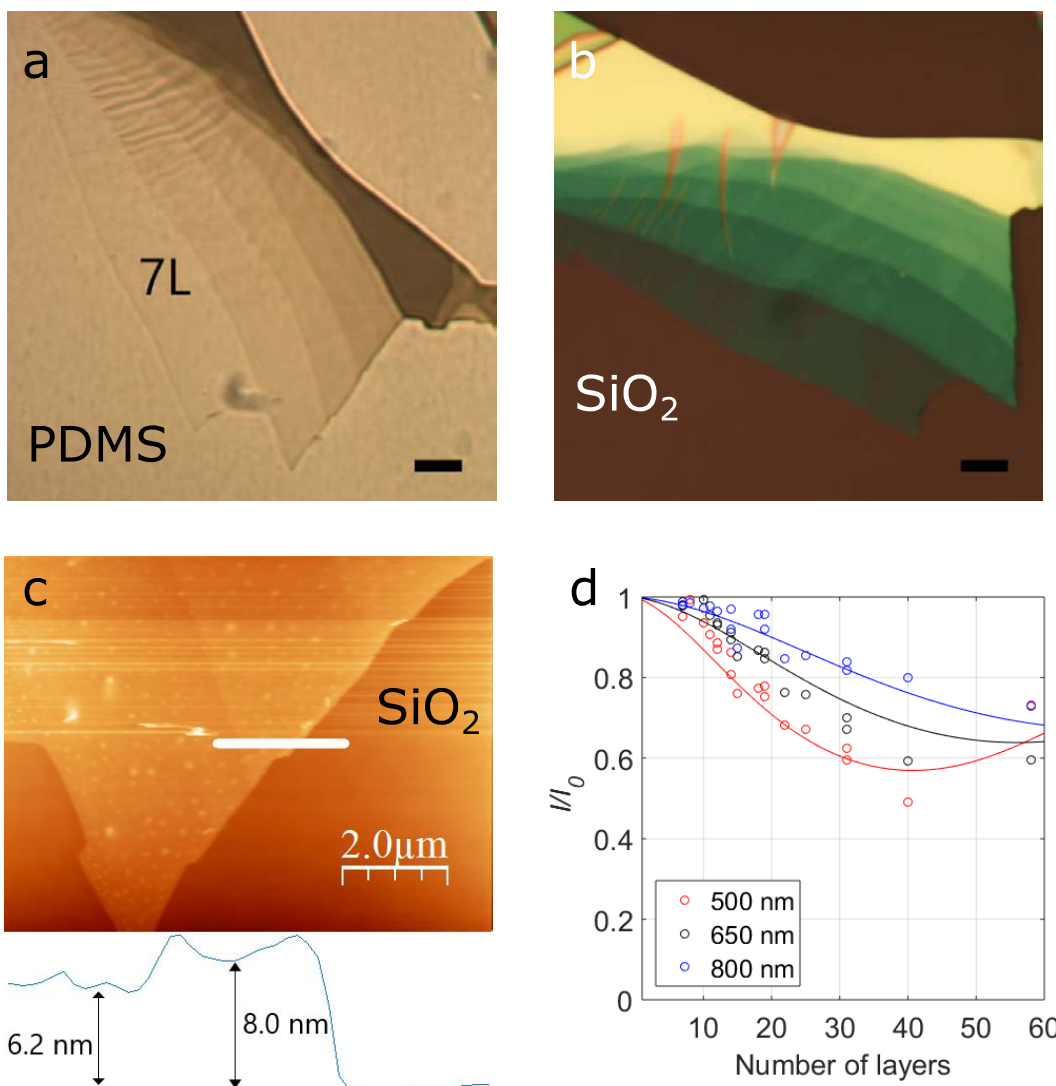 a
7L
PDMS
b
SiO₂
c
SiO₂
2.0μm
6.2 nm
8.0 nm
d
1
0.8
0.6
0.4
0.2
0
I/I₀
500 nm
650 nm
800 nm
10 20 30 40 50 60
Number of layers